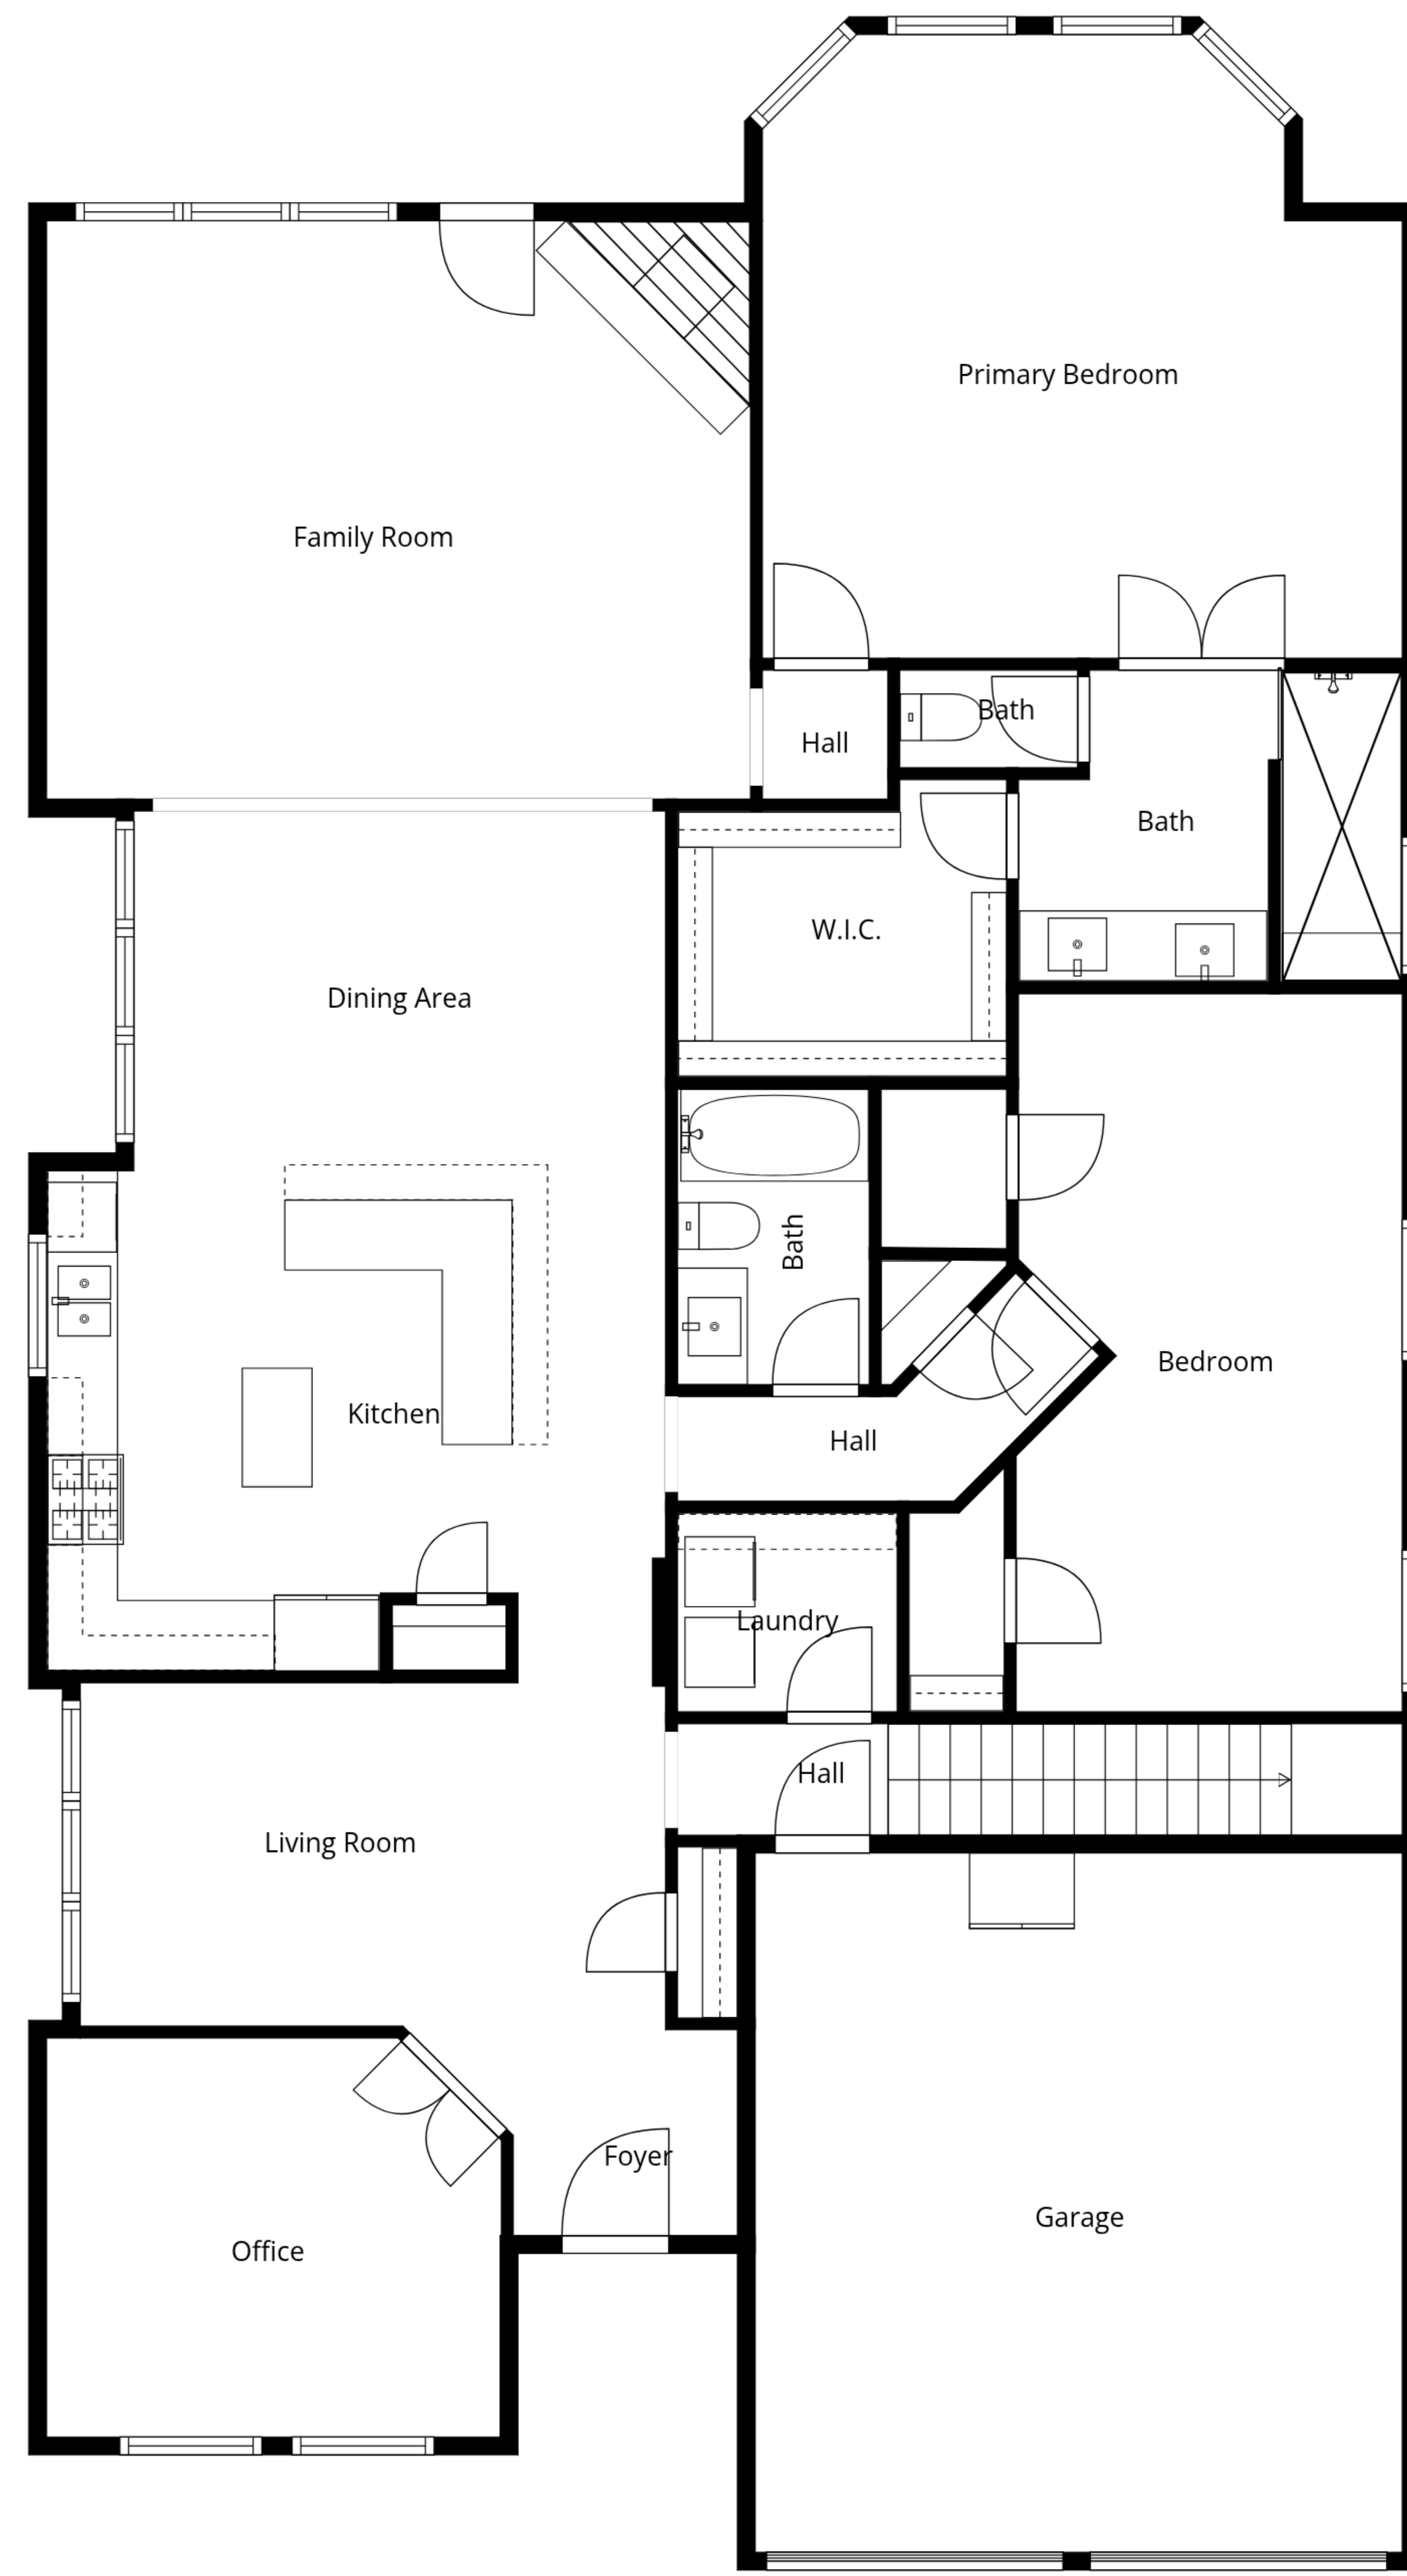 Primary Bedroom
Family Room
Bath
Hall
Bath
W.I.C.
Dining Area
Bath
Bedroom
Kitchen
Hall
Laundry
Hall
Living Room
Foyer
Garage
Office